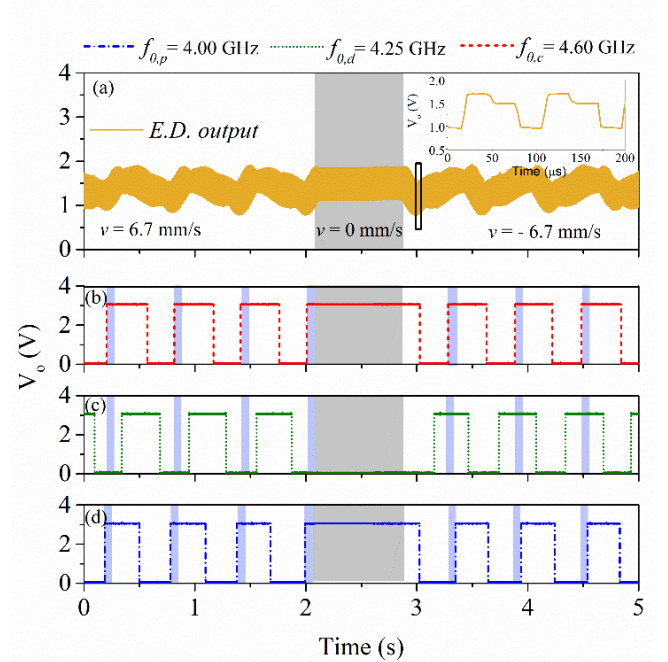 f0,p = 4.00 GHz f0,d = 4.25 GHz f0,c = 4.60 GHz
(a)
E.D. output
v = 6.7 mm/s v = 0 mm/s v = - 6.7 mm/s
4
3
2
1
0
Vo (V)
2.0
1.5
1.0
0.5
0 50 100 150 200
Time (μs)
(b)
4
2
0
Vo (V)
(c)
4
2
0
(d)
4
2
0
0 1 2 3 4 5
Time (s)